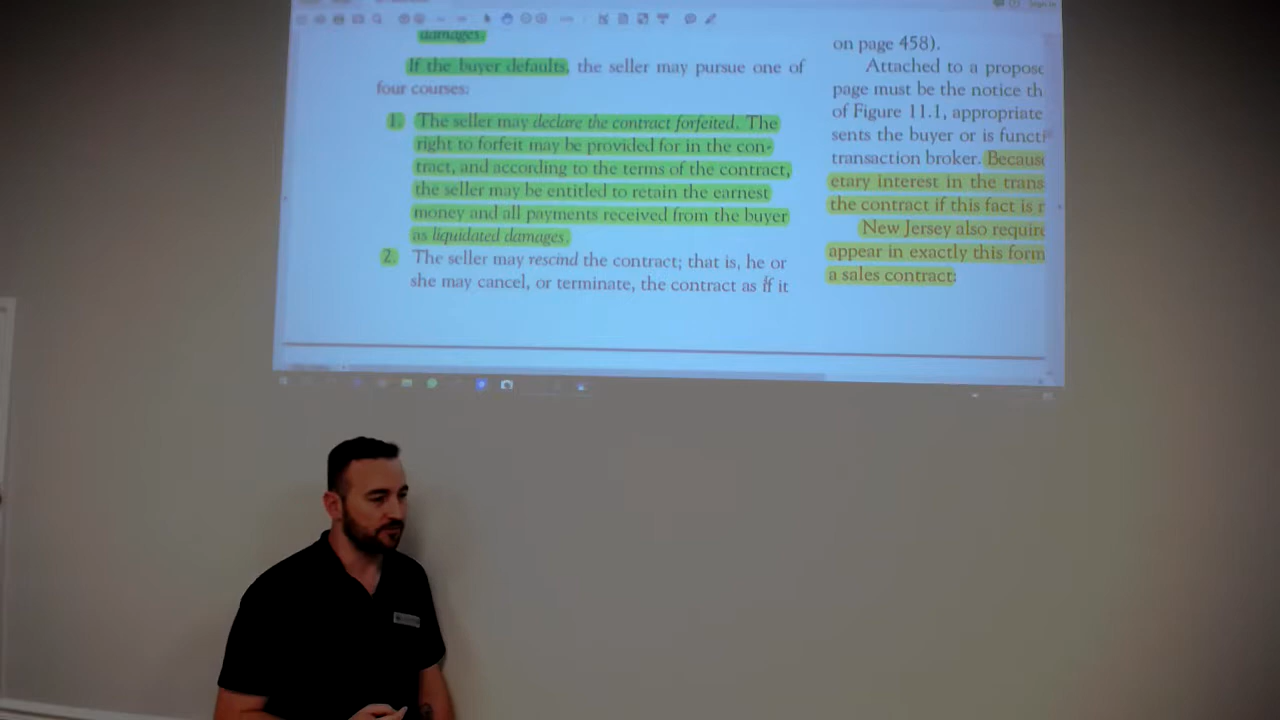 damages.
If the buyer defaults, the seller may pursue one of
four courses:
1. The seller may declare the contract forfeited. The
right to forfeit may be provided for in the con-
tract, and according to the terms of the contract,
the seller may be entitled to retain the earnest
money and all payments received from the buyer
as liquidated damages.
2. The seller may rescind the contract; that is, he or
she may cancel, or terminate, the contract as if it
on page 458).
Attached to a propos
page must be the notice th
of Figure 11.1, appropriate
sents the buyer or is functi
transaction broker. Becaus
etary interest in the trans
the contract if this fact is r
New Jersey also require
appear in exactly this form
a sales contract:
Sign In